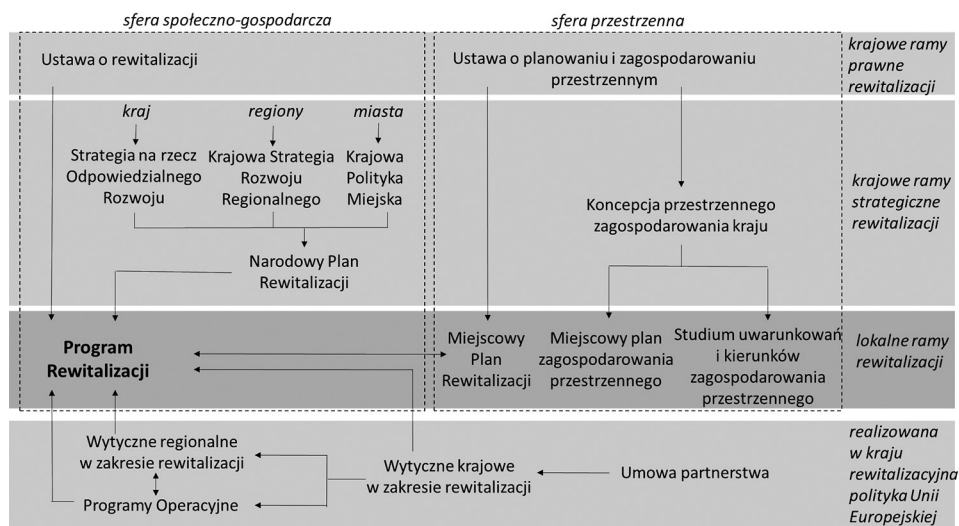 sfera społeczno-gospodarcza
sfera przestrzenna
Ustawa o rewitalizacji
Ustawa o planowaniu i zagospodarowaniu
przestrzennym
krajowe ramy
prawne
rewitalizacji
kraj
regiony
miasta
Strategia na rzecz
Odpowiedzialnego
Rozwoju
Krajowa Strategia
Rozwoju
Regionalnego
Krajowa
Polityka
Miejska
Koncepcja przestrzennego
zagospodarowania kraju
krajowe ramy
strategiczne
rewitalizacji
Narodowy Plan
Rewitalizacji
Program
Rewitalizacji
Miejscowy
Plan
Rewitalizacji
Miejscowy plan
zagospodarowania
przestrzennego
Studium uwarunkowań
i kierunków
zagospodarowania
przestrzennego
lokalne ramy
rewitalizacji
Wytyczne regionalne
w zakresie rewitalizacji
Programy Operacyjne
Wytyczne krajowe
w zakresie rewitalizacji
Umowa partnerstwa
realizowana
w kraju
rewitalizacyjna
polityka Unii
Europejskiej